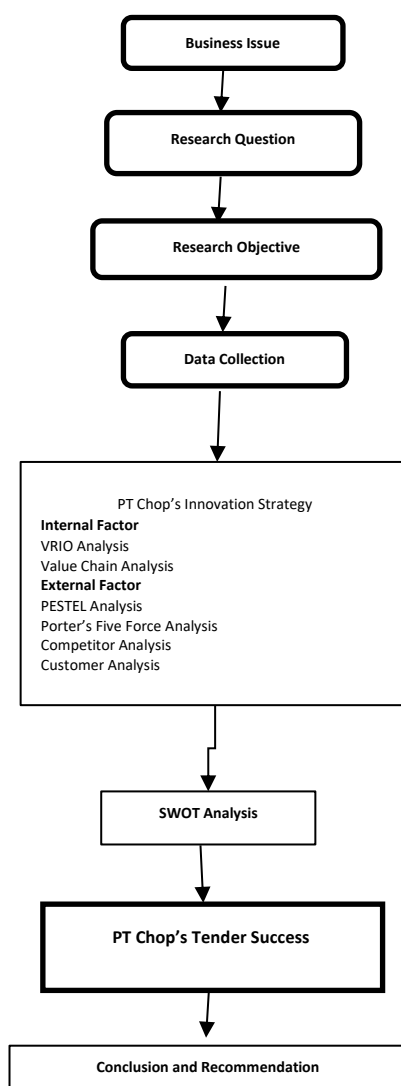 Business Issue
Research Question
Research Objective
Data Collection
PT Chop's Innovation Strategy
Internal Factor
VRIO Analysis
Value Chain Analysis
External Factor
PESTEL Analysis
Porter's Five Force Analysis
Competitor Analysis
Customer Analysis
SWOT Analysis
PT Chop's Tender Success
Conclusion and Recommendation